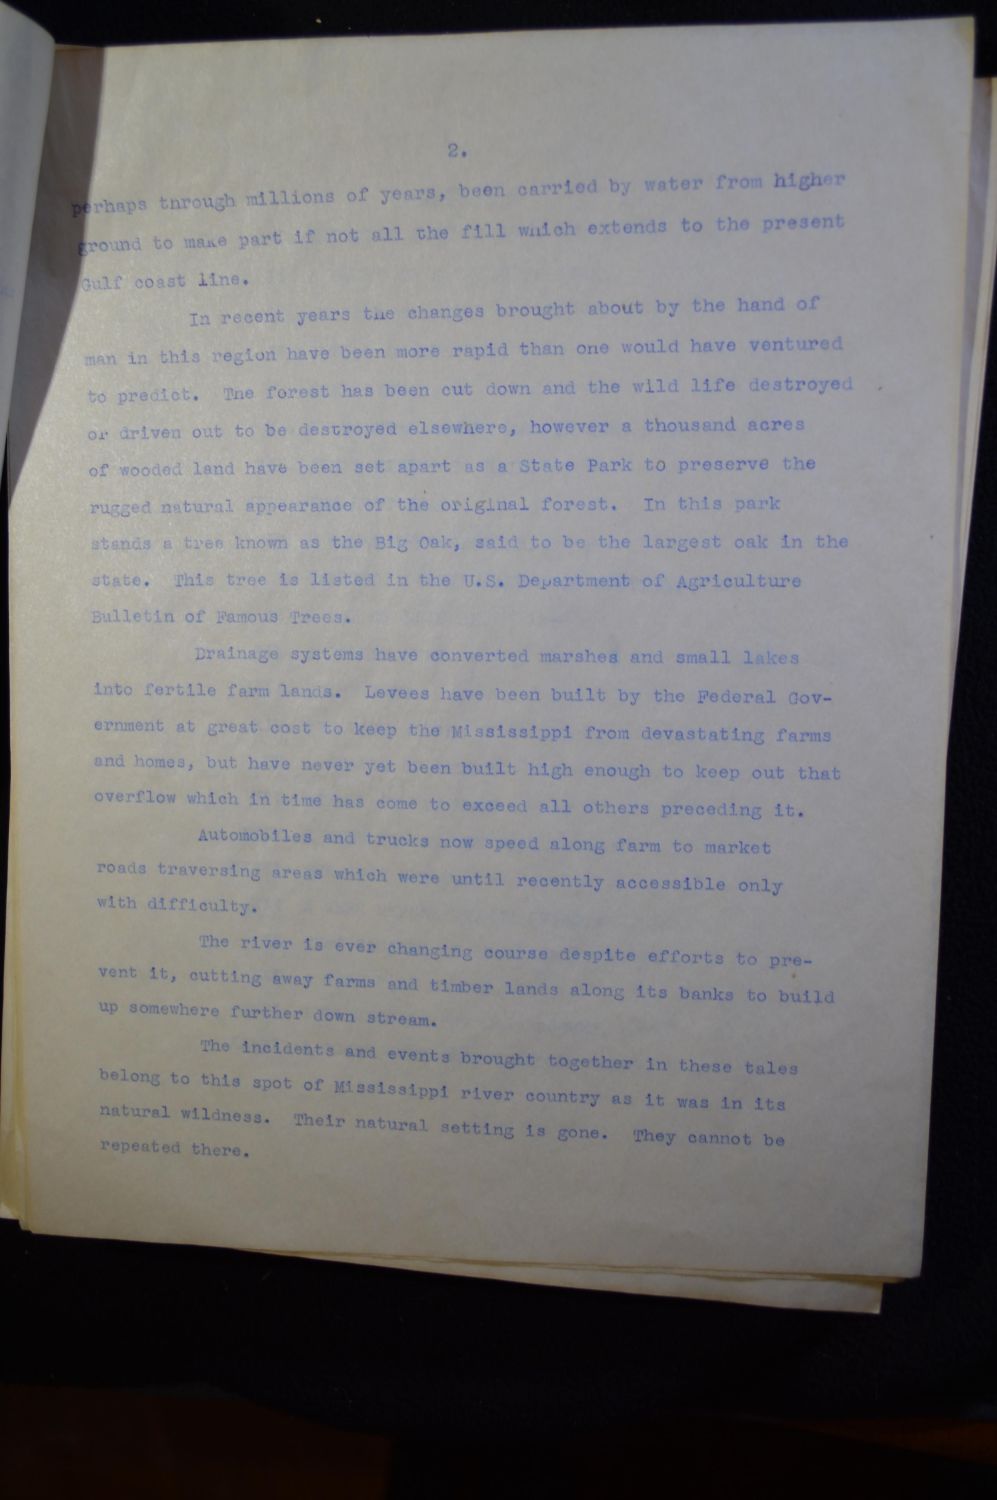 2.
perhaps through millions of years, been carried by water from higher
ground to make part if not all the fill which extends to the present
Gulf coast line.
In recent years the changes brought about by the hand of
man in this region have been more rapid than one would have ventured
to predict. The forest has been cut down and the wild life destroyed
or driven out to be destroyed elsewhere, however a thousand acres
of wooded land have been set apart as a State Park to preserve the
rugged natural appearance of the original forest. In this park
stands a tree known as the Big Oak, said to be the largest oak in the
state. This tree is listed in the U.S. Department of Agriculture
Bulletin of Famous Trees.
Drainage systems have converted marshes and small lakes
into fertile farm lands. Levees have been built by the Federal Gov-
ernment at great cost to keep the Mississippi from devastating farms
and homes, but have never yet been built high enough to keep out that
overflow which in time has come to exceed all others preceding it.
Automobiles and trucks now speed along farm to market
roads traversing areas which were until recently accessible only
with difficulty.
The river is ever changing course despite efforts to pre-
vent it, cutting away farms and timber lands along its banks to build
up somewhere further down stream.
The incidents and events brought together in these tales
belong to this spot of Mississippi river country as it was in its
natural wildness. Their natural setting is gone. They cannot be
repeated there.